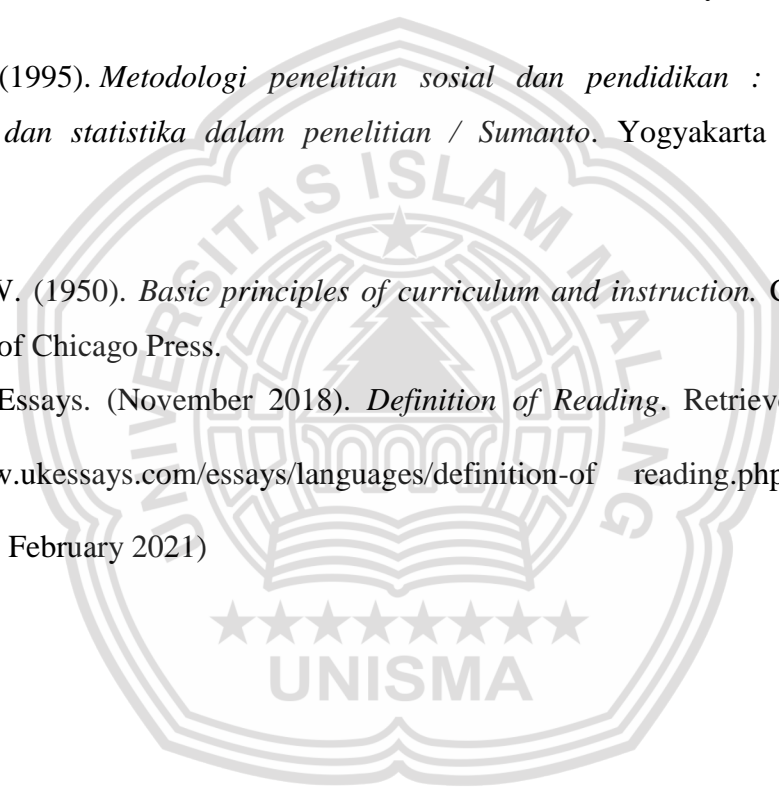 (1995). Metodologi penelitian sosial dan pendidikan :
dan statistika dalam penelitian / Sumanto. Yogyakarta
UNIVERSITAS ISLAM MALANG
W. (1950). Basic principles of curriculum and instruction.
of Chicago Press.
Essays. (November 2018). Definition of Reading.
w.ukessays.com/essays/languages/definition-of reading.php
February 2021)
UNISMA